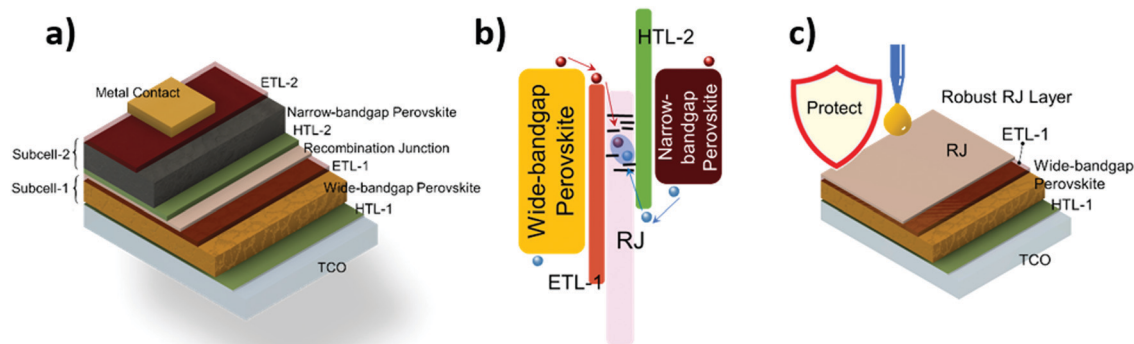 a)
ETL-2
Metal Contact
Narrow-bandgap Perovskite
HTL-2
Recombination Junction
ETL-1
Wide-bandgap Perovskite
HTL-1
Subcell-2
Subcell-1
TCO
b)
HTL-2
Wide-bandgap
Perovskite
Narrow-
bandgap
Perovskite
RJ
ETL-1
c)
Protect
Robust RJ Layer
RJ
ETL-1
Wide-bandgap
Perovskite
HTL-1
TCO